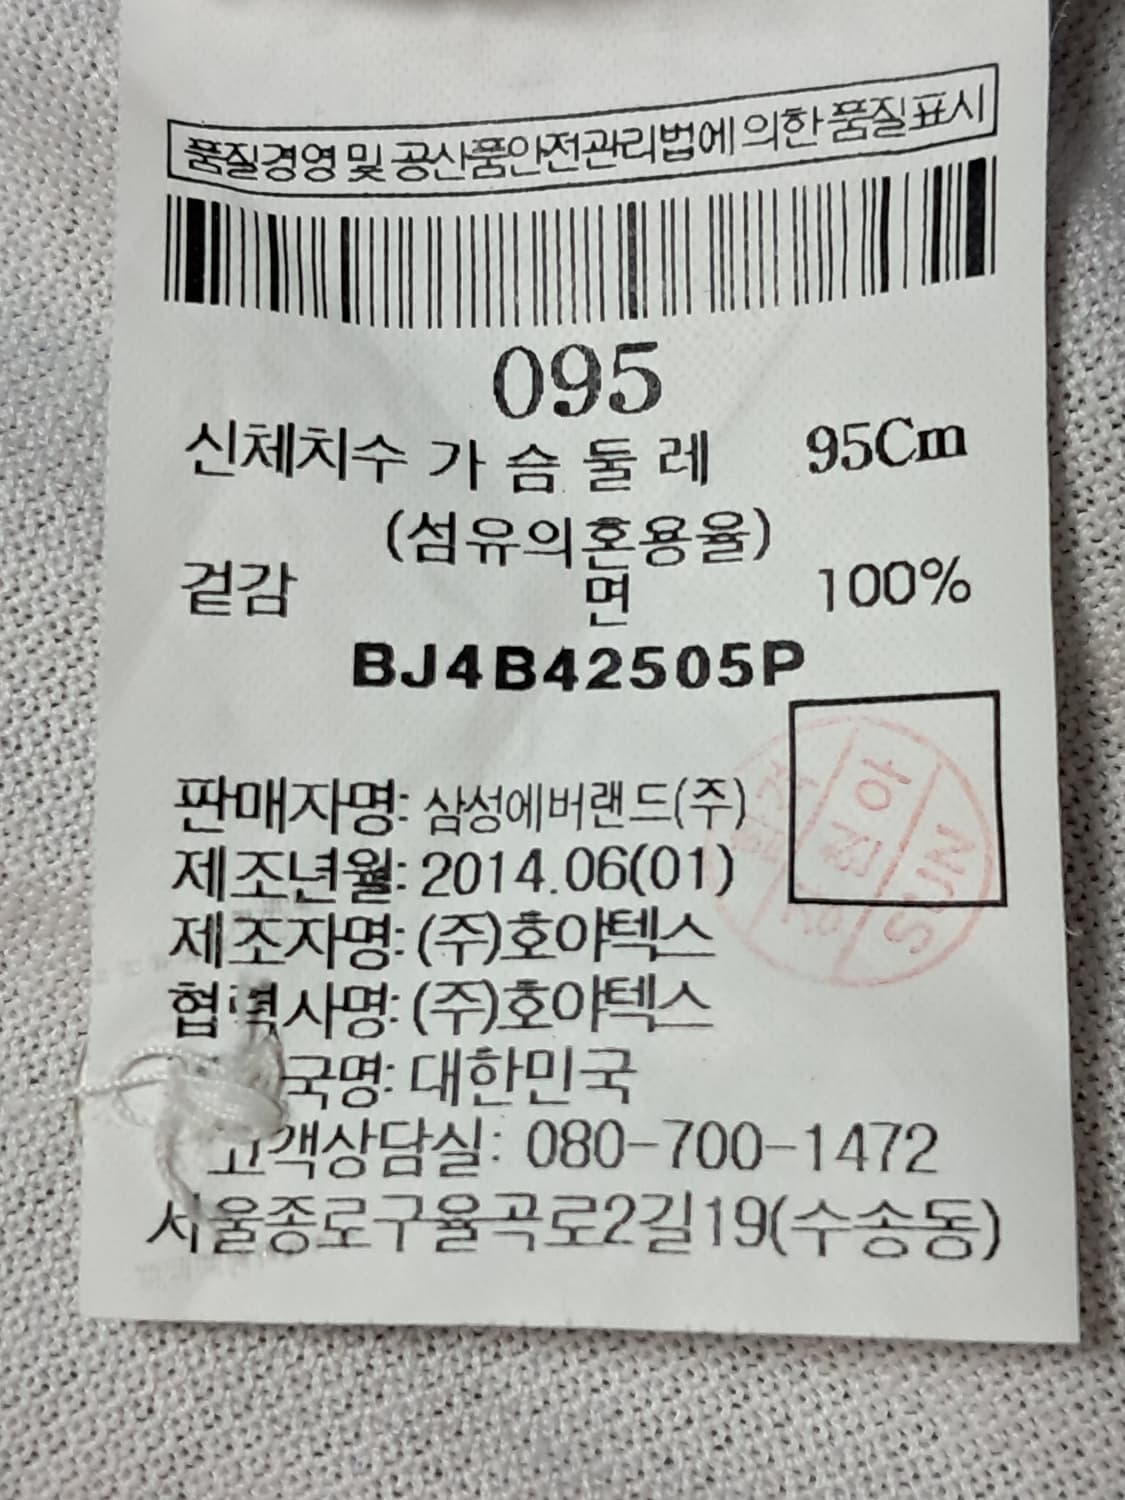 품질경영 및 공산품안전관리법에 의한 품질표시
095
신체치수 가슴둘레 95Cm
(섬유의혼용율)
겉감 면 100%
BJ4B42505P
판매자명: 삼성에버랜드(주)
제조년월: 2014.06(01)
제조자명: (주)호야텍스
협력사명: (주)호야텍스
국명: 대한민국
고객상담실: 080-700-1472
서울종로구율곡로2길19(수송동)
SUN